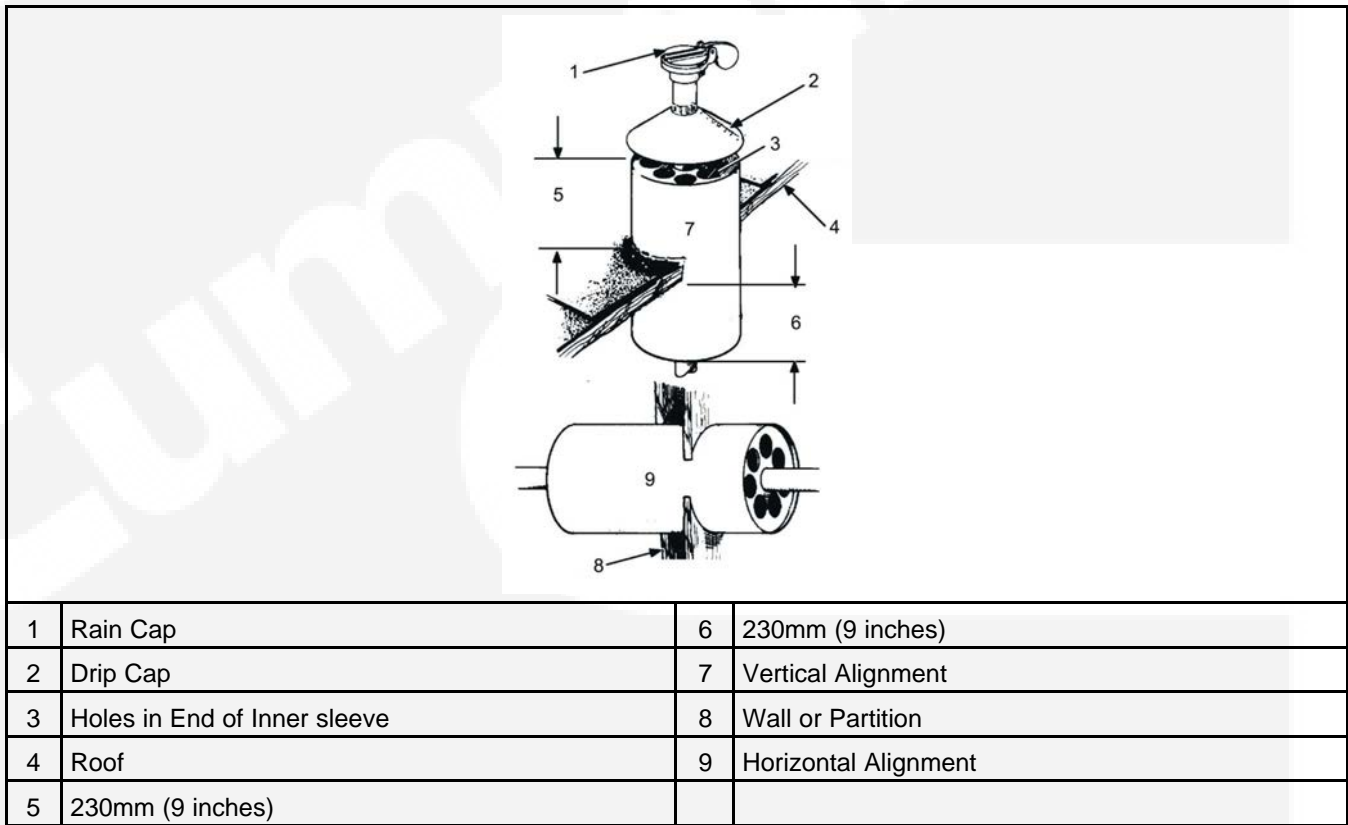 1
2
3
5
4
7
6
9
8
1 Rain Cap 6 230mm (9 inches)
2 Drip Cap 7 Vertical Alignment
3 Holes in End of Inner sleeve 8 Wall or Partition
4 Roof 9 Horizontal Alignment
5 230mm (9 inches)